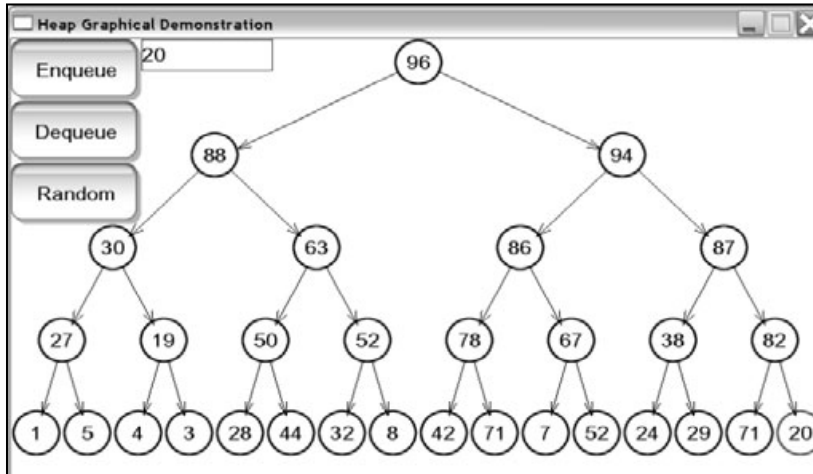 Heap Graphical Demonstration
Enqueue
20
Dequeue
Random
96
88 94
30 63 86 87
27 19 50 52 78 67 38 82
1 5 4 3 28 44 32 8 42 71 7 52 24 29 71 20